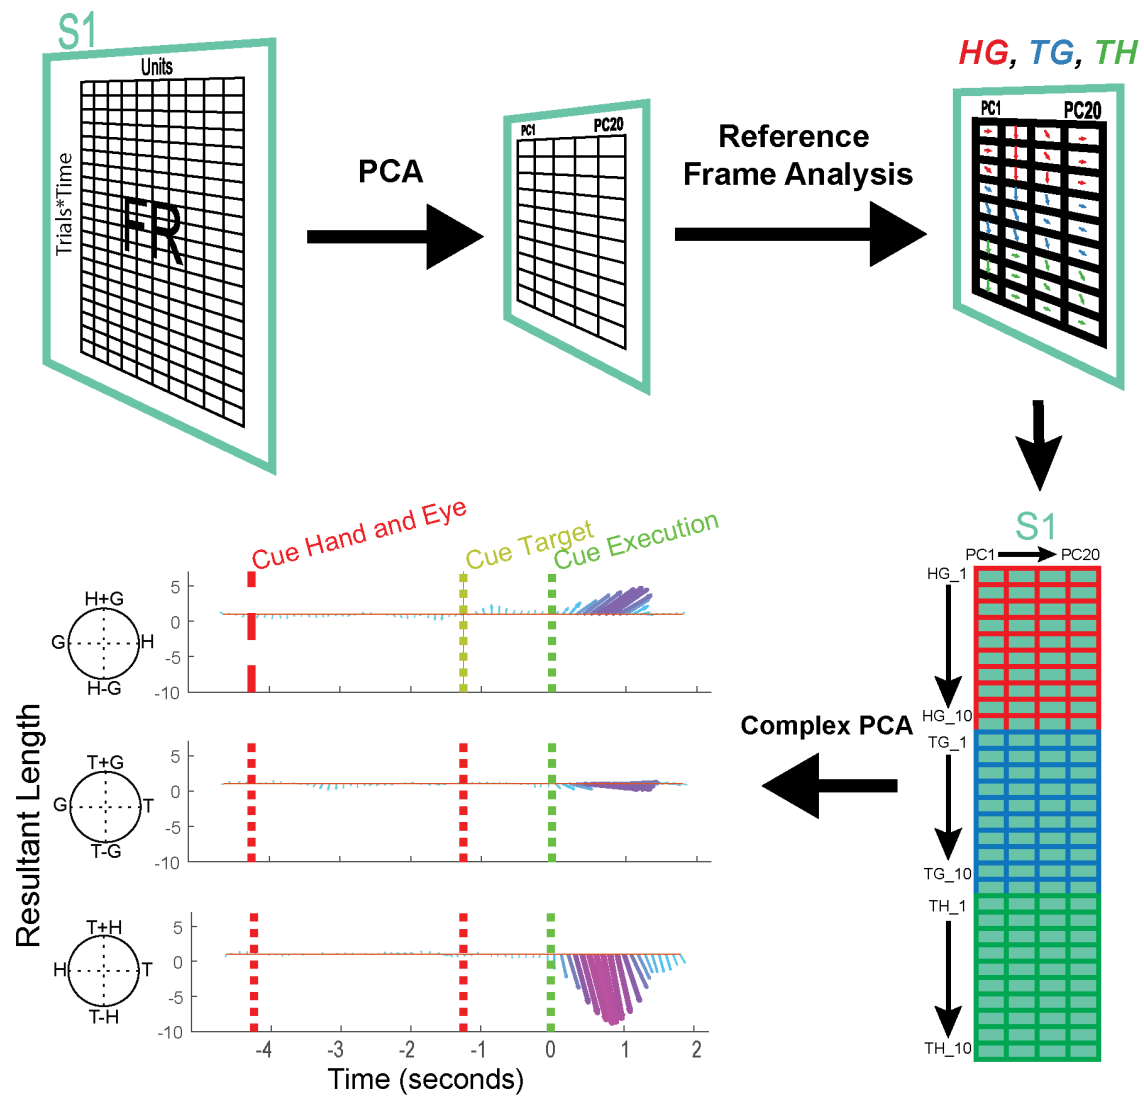 S1
Units
Trials*Time
FR
PCA
PC1 PC20
Reference
Frame Analysis
HG, TG, TH
PC1 PC20
S1
PC1 PC20
HG_1
HG_10
TG_1
TG_10
TH_1
TH_10
Complex PCA
Cue Hand and Eye
Cue Target
Cue Execution
Resultant Length
H+G
G H
H-G
5
0
-5
-10
T+G
G T
T-G
5
0
-5
-10
T+H
H T
T-H
5
0
-5
-10
-4 -3 -2 -1 0 1 2
Time (seconds)